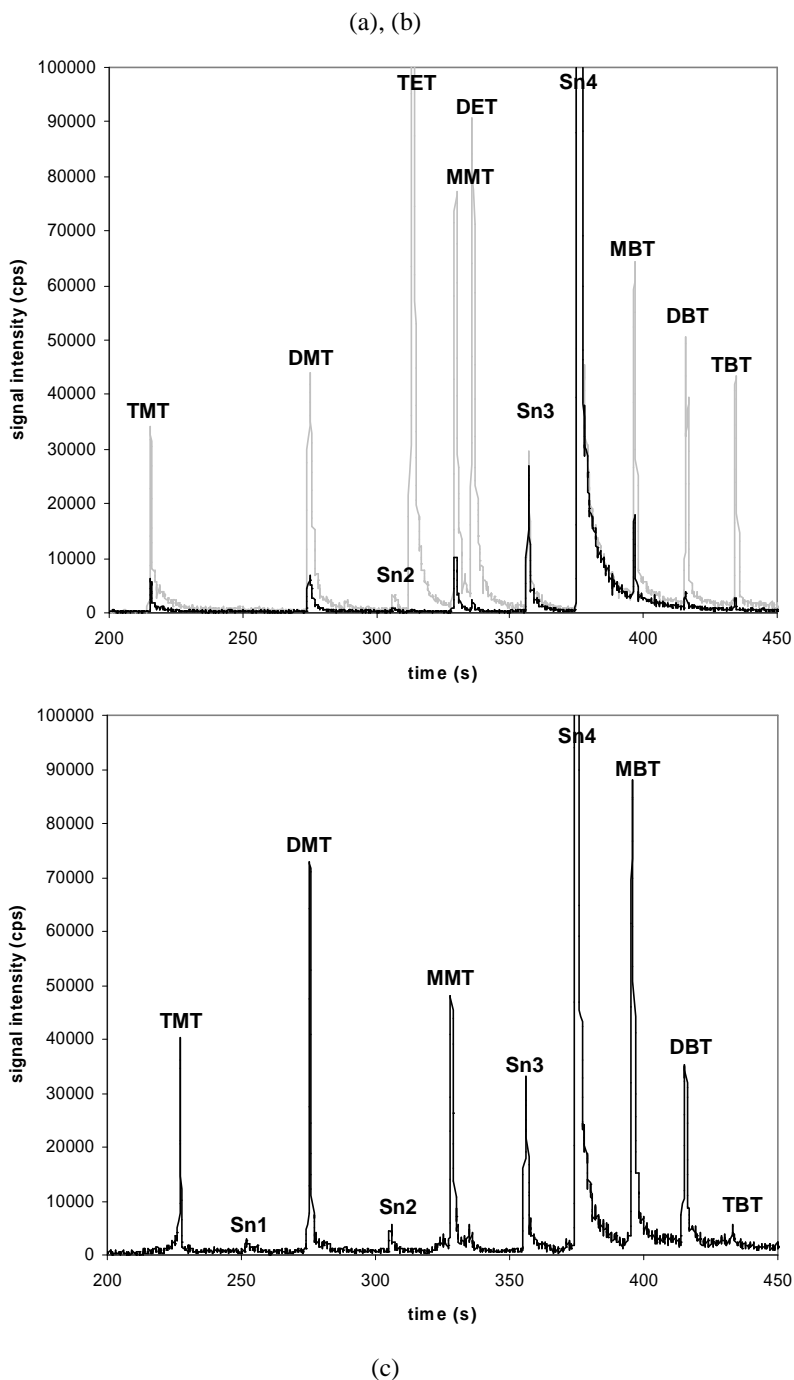 (a), (b)
100000
90000
80000
70000
60000
50000
40000
30000
20000
10000
0
signal intensity (cps)
TMT
DMT
Sn2
TET
MMT
DET
Sn3
Sn4
MBT
DBT
TBT
200 250 300 350 400 450
time (s)
100000
90000
80000
70000
60000
50000
40000
30000
20000
10000
0
signal intensity (cps)
TMT
Sn1
DMT
Sn2
MMT
Sn3
Sn4
MBT
DBT
TBT
200 250 300 350 400 450
time (s)
(c)